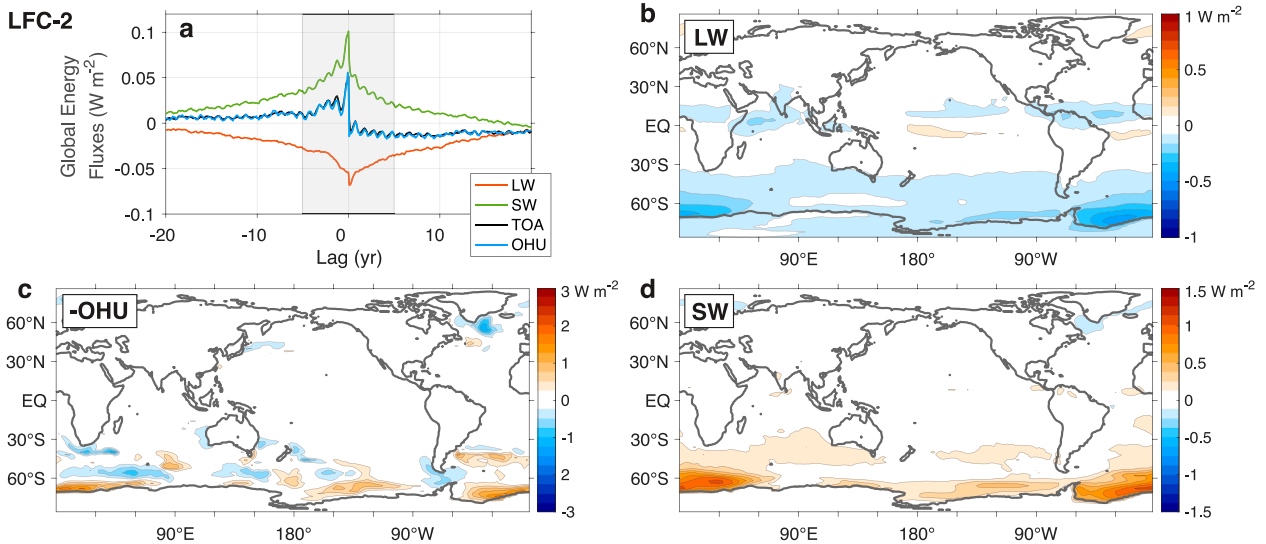 LFC-2
a
Global Energy
Fluxes (W m-2)
0.1
0.05
0
-0.05
-0.1
-20
-10
0
10
Lag (yr)
LW
SW
TOA
OHU
b
LW
60°N
30°N
EQ
30°S
60°S
90°E
180°
90°W
1 W m-2
0.5
0
-0.5
-1
c
-OHU
60°N
30°N
EQ
30°S
60°S
90°E
180°
90°W
3 W m-2
2
1
0
-1
-2
-3
d
SW
60°N
30°N
EQ
30°S
60°S
90°E
180°
90°W
1.5 W m-2
1
0.5
0
-0.5
-1
-1.5